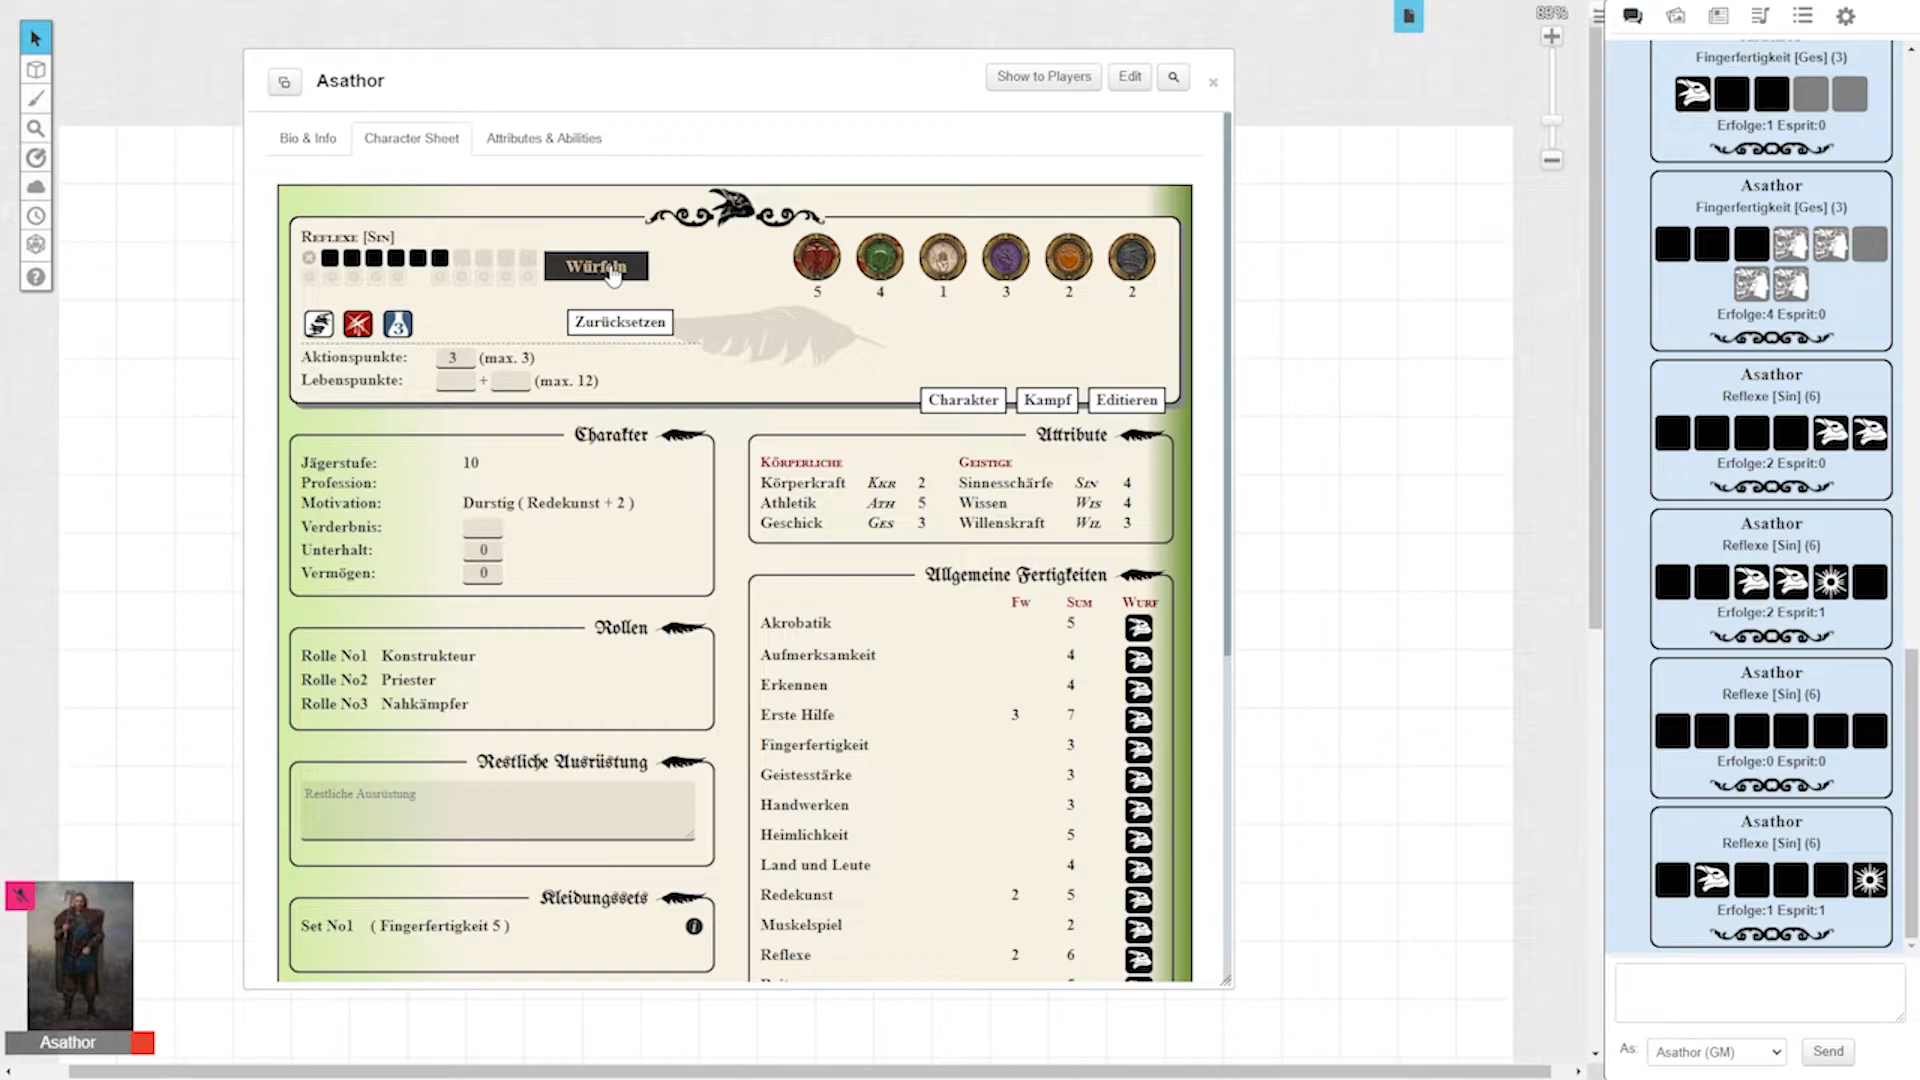 83%
Asathor
Show to Players
Edit
Bio & Info
Character Sheet
Attributes & Abilities
Reflexe [Sin]
Würfeln
5
4
1
3
2
2
3
Zurücksetzen
Aktionspunkte: 3 (max. 3)
Lebenspunkte: + (max. 12)
Charakter
Kampf
Editieren
Charakter
Jägerstufe: 10
Profession:
Motivation: Durstig ( Redekunst + 2 )
Verderbnis:
Unterhalt: 0
Vermögen: 0
Rollen
Rolle No1 Konstrukteur
Rolle No2 Priester
Rolle No3 Nahkämpfer
Restliche Ausrüstung
Restliche Ausrüstung
Kleidungssets
Set No1 ( Fingerfertigkeit 5 )
Attribute
Körperliche Geistige
Körperkraft KKR 2 Sinnesschärfe SIN 4
Athletik ATH 5 Wissen WIS 4
Geschick GES 3 Willenskraft WIL 3
Allgemeine Fertigkeiten
Fw Sum Wurf
Akrobatik 5
Aufmerksamkeit 4
Erkennen 4
Erste Hilfe 3 7
Fingerfertigkeit 3
Geistesstärke 3
Handwerken 3
Heimlichkeit 5
Land und Leute 4
Redekunst 2 5
Muskelspiel 2
Reflexe 2 6
Fingerfertigkeit [Ges] (3)
Erfolge:1 Esprit:0
Asathor
Fingerfertigkeit [Ges] (3)
Erfolge:4 Esprit:0
Asathor
Reflexe [Sin] (6)
Erfolge:2 Esprit:0
Asathor
Reflexe [Sin] (6)
Erfolge:2 Esprit:1
Asathor
Reflexe [Sin] (6)
Erfolge:0 Esprit:0
Asathor
Reflexe [Sin] (6)
Erfolge:1 Esprit:1
As: Asathor (GM)
Send
Asathor